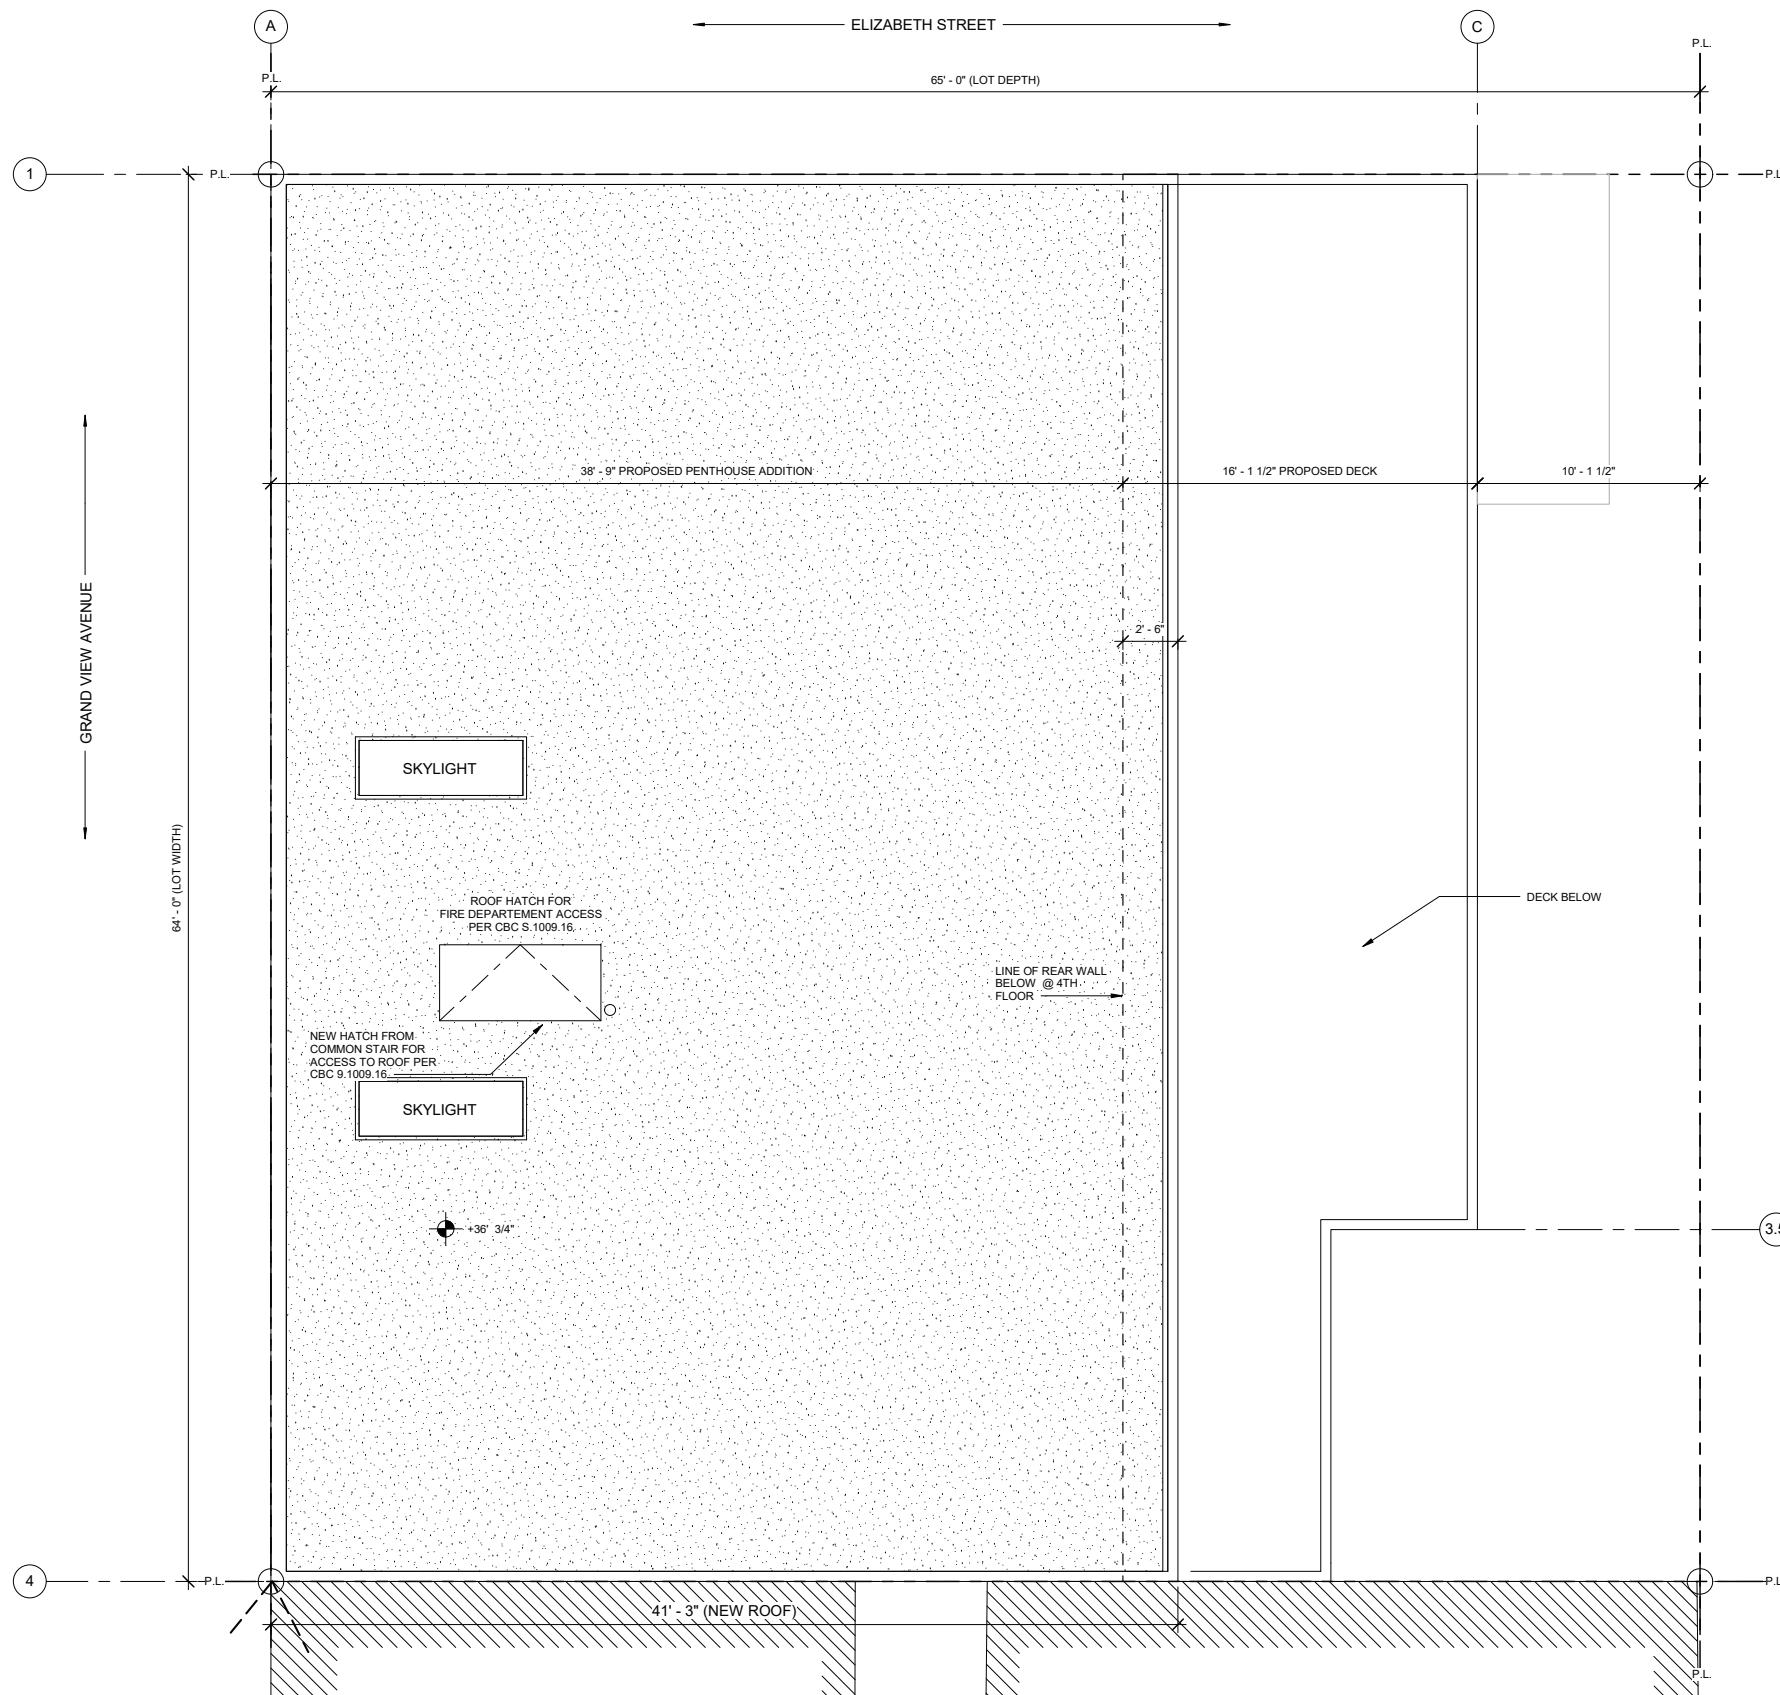 A
ELIZABETH STREET
C
P.L.
P.L.
65' - 0" (LOT DEPTH)
1
P.L.
P.L
38' - 9" PROPOSED PENTHOUSE ADDITION
16' - 1 1/2" PROPOSED DECK
10' - 1 1/2"
GRAND VIEW AVENUE
2' - 6"
SKYLIGHT
64' - 0" (LOT WIDTH)
ROOF HATCH FOR
FIRE DEPARTEMENT ACCESS
PER CBC S.1009.16
DECK BELOW
LINE OF REAR WALL
BELOW @ 4TH
FLOOR
NEW HATCH FROM
COMMON STAIR FOR
ACCESS TO ROOF PER
CBC 9.1009.16
SKYLIGHT
+36' 3/4"
3.5
4
P.L.
P.L
41' - 3" (NEW ROOF)
P.L.